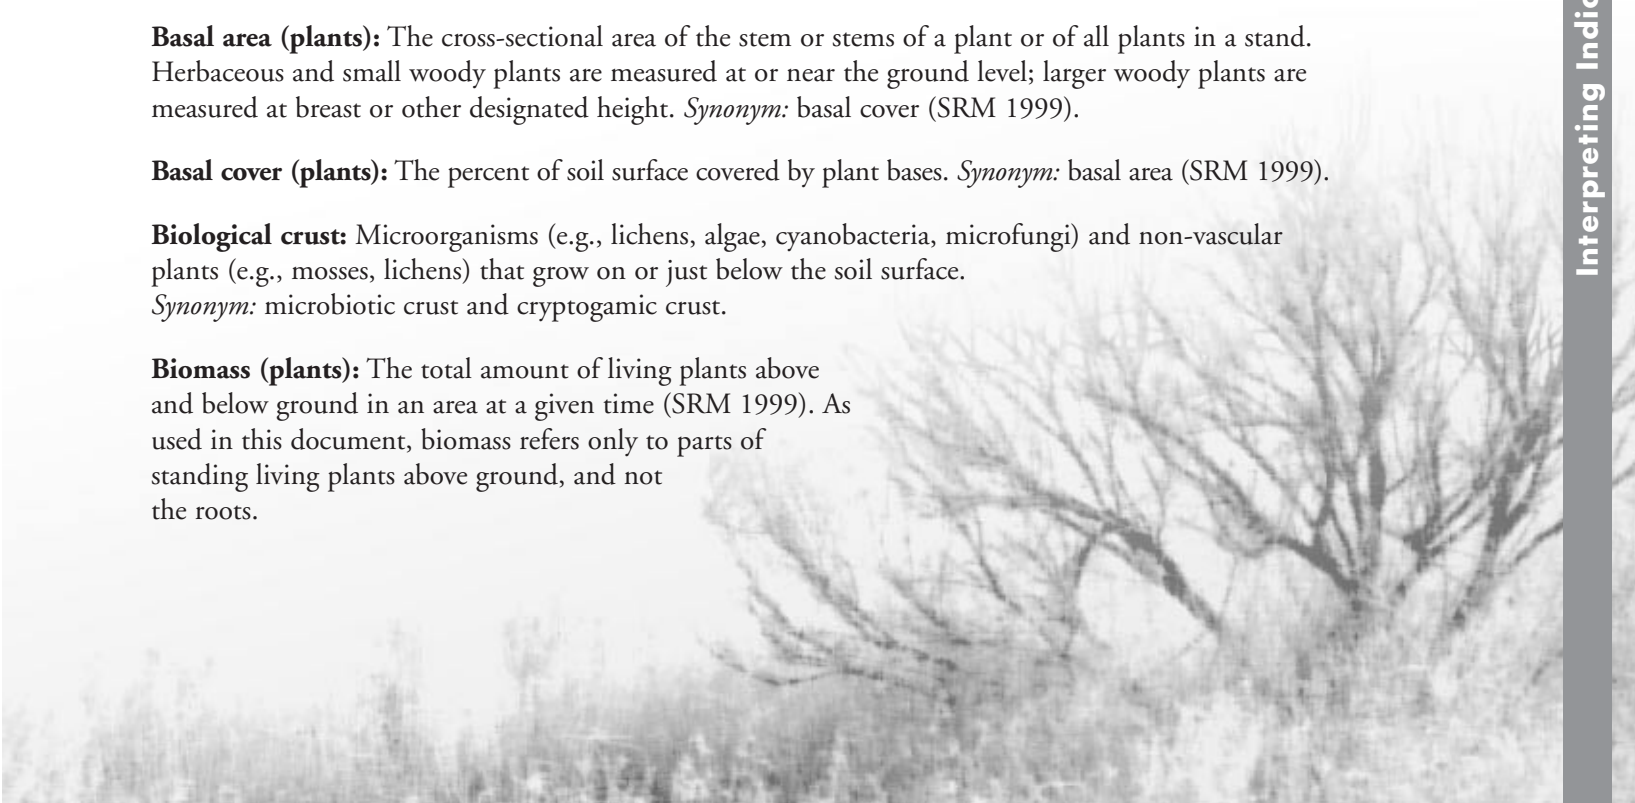 Basal area (plants): The cross-sectional area of the stem or stems of a plant or of all plants in a stand.
Herbaceous and small woody plants are measured at or near the ground level; larger woody plants are
measured at breast or other designated height. Synonym: basal cover (SRM 1999).
Basal cover (plants): The percent of soil surface covered by plant bases. Synonym: basal area (SRM 1999).
Biological crust: Microorganisms (e.g., lichens, algae, cyanobacteria, microfungi) and non-vascular
plants (e.g., mosses, lichens) that grow on or just below the soil surface.
Synonym: microbiotic crust and cryptogamic crust.
Biomass (plants): The total amount of living plants above
and below ground in an area at a given time (SRM 1999). As
used in this document, biomass refers only to parts of
standing living plants above ground, and not
the roots.
Interpreting Indic